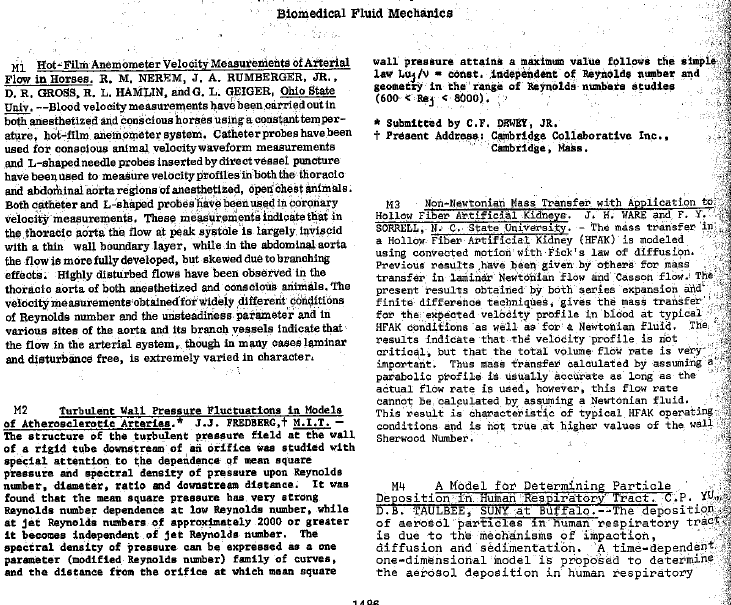 Biomedical Fluid Mechanics
M1 Hot-Film Anemometer Velocity Measurements of Arterial
Flow in Horses. R. M, NEREM, J. A. RUMBERGER, JR.,
D. R. GROSS, R. L. HAMLIN, and G. L. GEIGER, Ohio State
Univ. --Blood velocity measurements have been carried out in
both anesthetized and conscious horses using a constant temper-
ature, hot-film anemometer system. Catheter probes have been
used for conscious animal velocity waveform measurements
and L-shaped needle probes inserted by direct vessel puncture
have been used to measure velocity profiles in both the thoracic
and abdominal aorta regions of anesthetized, open chest animals.
Both catheter and L-shaped probes have been used in coronary
velocity measurements. These measurements indicate that in
the thoracic aorta the flow at peak systole is largely inviscid
with a thin wall boundary layer, while in the abdominal aorta
the flow is more fully developed, but skewed due to branching
effects. Highly disturbed flows have been observed in the
thoracic aorta of both anesthetized and conscious animals. The
velocity measurements obtained for widely different conditions
of Reynolds number and the unsteadiness parameter and in
various sites of the aorta and its branch vessels indicate that
the flow in the arterial system, though in many cases laminar
and disturbance free, is extremely varied in character.
M2 Turbulent Wall Pressure Fluctuations in Models
of Atherosclerotic Arteries.* J.J. FREDBERG,† M.I.T. —
The structure of the turbulent pressure field at the wall
of a rigid tube downstream of an orifice was studied with
special attention to the dependence of mean square
pressure and spectral density of pressure upon Reynolds
number, diameter, ratio and downstream distance. It was
found that the mean square pressure has very strong
Reynolds number dependence at low Reynolds number, while
at jet Reynolds numbers of approximately 2000 or greater
it becomes independent of jet Reynolds number. The
spectral density of pressure can be expressed as a one
parameter (modified Reynolds number) family of curves,
and the distance from the orifice at which mean square
wall pressure attains a maximum value follows the simple
law Luj/ν = const. independent of Reynolds number and
geometry in the range of Reynolds numbers studies
(600 < Rej < 8000).
* Submitted by C.F. DEWEY, JR.
† Present Address: Cambridge Collaborative Inc.,
Cambridge, Mass.
M3 Non-Newtonian Mass Transfer with Application to
Hollow Fiber Artificial Kidneys. J. H. WARE and F. Y.
SORRELL, N. C. State University. - The mass transfer in
a Hollow Fiber Artificial Kidney (HFAK) is modeled
using convected motion with Fick's law of diffusion.
Previous results have been given by others for mass
transfer in laminar Newtonian flow and Casson flow. The
present results obtained by both series expansion and
finite difference techniques, gives the mass transfer
for the expected velocity profile in blood at typical
HFAK conditions as well as for a Newtonian fluid. The
results indicate that the velocity profile is not
critical, but that the total volume flow rate is very
important. Thus mass transfer calculated by assuming a
parabolic profile is usually accurate as long as the
actual flow rate is used, however, this flow rate
cannot be calculated by assuming a Newtonian fluid.
This result is characteristic of typical HFAK operating
conditions and is not true at higher values of the wall
Sherwood Number.
M4 A Model for Determining Particle
Deposition in Human Respiratory Tract. C.P. YU,
D.B. TAULBEE, SUNY at Buffalo.--The deposition
of aerosol particles in human respiratory tract
is due to the mechanisms of impaction,
diffusion and sedimentation. A time-dependent
one-dimensional model is proposed to determine
the aerosol deposition in human respiratory
1486